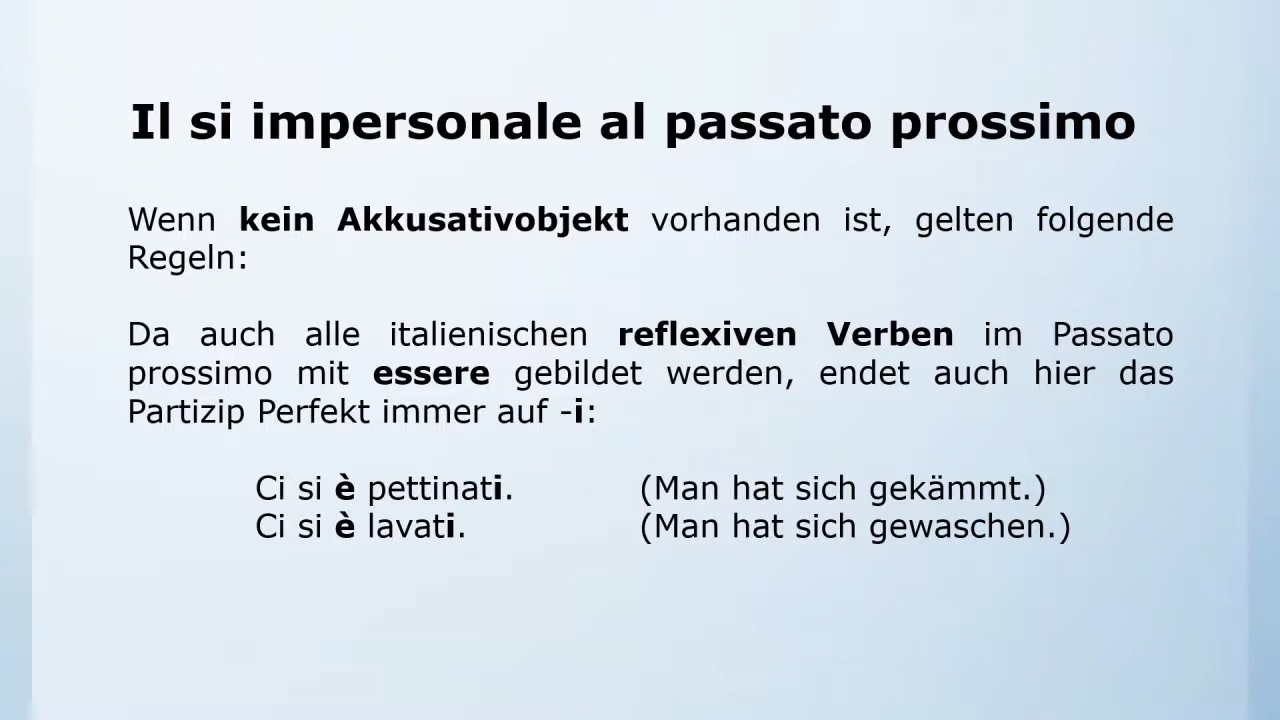 Il si impersonale al passato prossimo
Wenn kein Akkusativobjekt vorhanden ist, gelten folgende
Regeln:
Da auch alle italienischen reflexiven Verben im Passato
prossimo mit essere gebildet werden, endet auch hier das
Partizip Perfekt immer auf -i:
Ci si è pettinati. (Man hat sich gekämmt.)
Ci si è lavati. (Man hat sich gewaschen.)